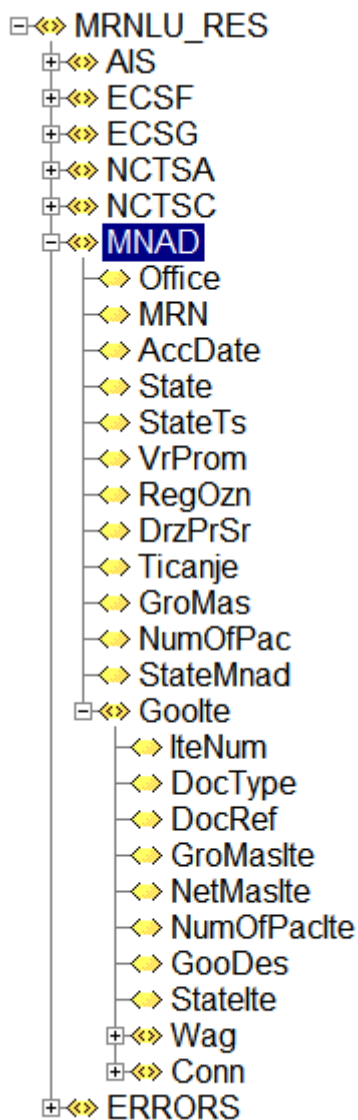 MRNLU_RES
AIS
ECSF
ECSG
NCTSA
NCTSC
MNAD
Office
MRN
AccDate
State
StateTs
VrProm
RegOzn
DrzPrSr
Ticanje
GroMas
NumOfPac
StateMnad
GooIte
IteNum
DocType
DocRef
GroMasIte
NetMasIte
NumOfPacIte
GooDes
StateIte
Wag
Conn
ERRORS